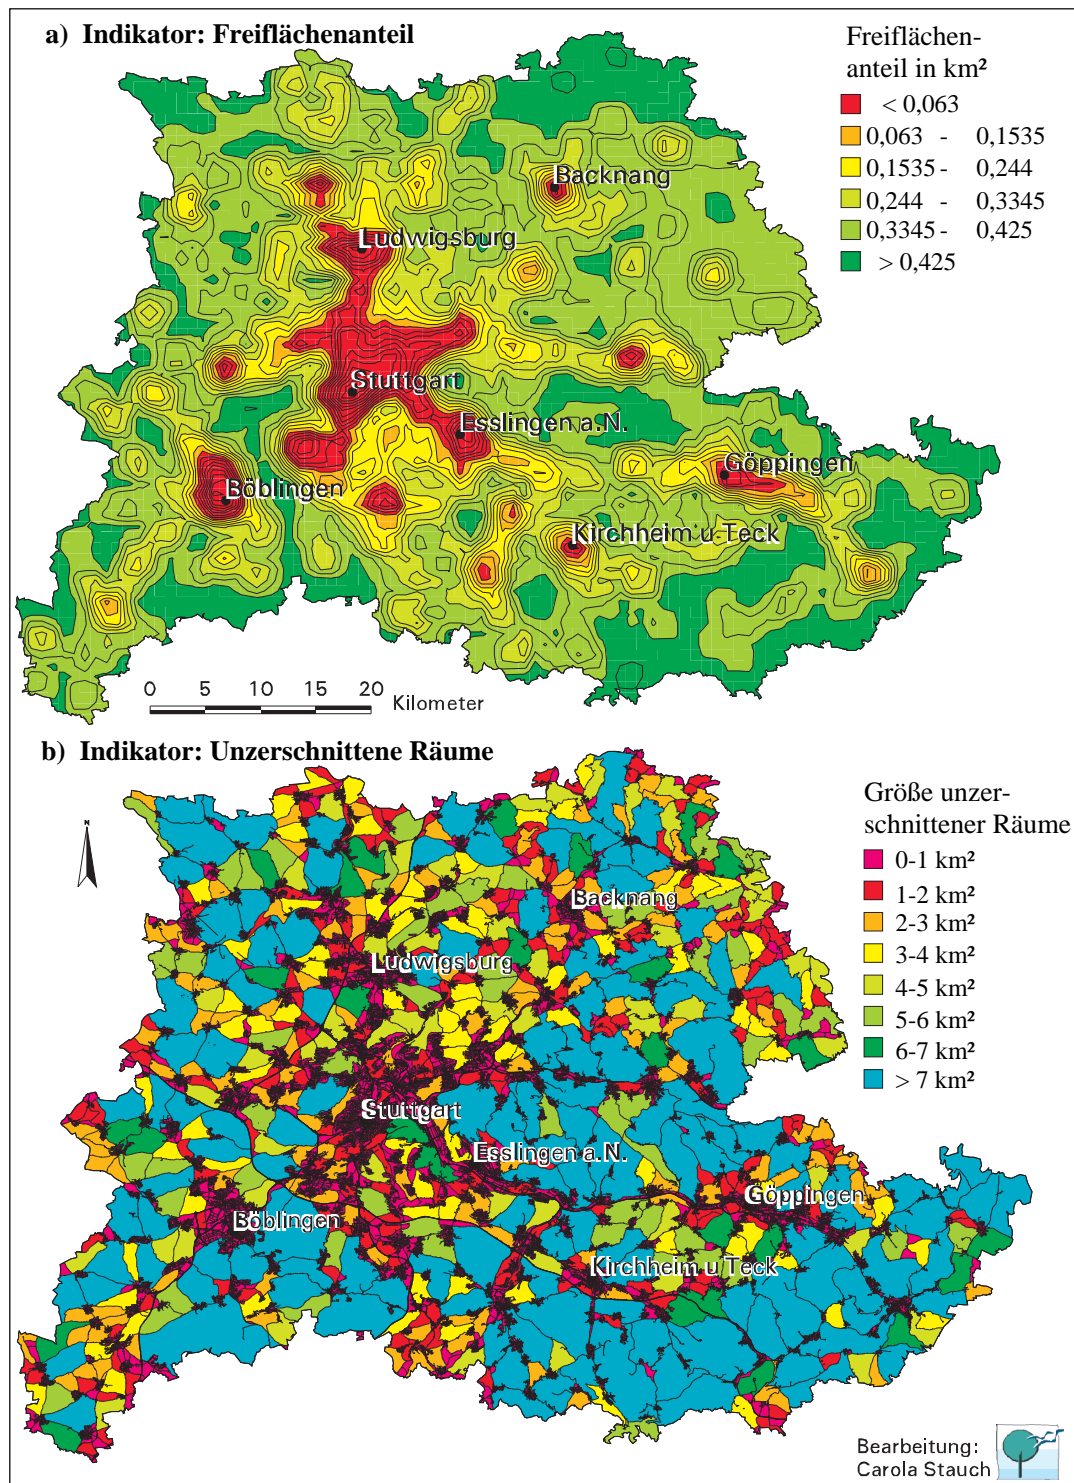 a) Indikator: Freiflächenanteil
Freiflächen-
anteil in km²
< 0,063
0,063 - 0,1535
0,1535 - 0,244
0,244 - 0,3345
0,3345 - 0,425
> 0,425
Backnang
Ludwigsburg
Stuttgart
Esslingen a.N.
Göppingen
Böblingen
Kirchheim u Teck
0 5 10 15 20
Kilometer
b) Indikator: Unzerschnittene Räume
Größe unzer-
schnittener Räume
0-1 km²
1-2 km²
2-3 km²
3-4 km²
4-5 km²
5-6 km²
6-7 km²
> 7 km²
N
Backnang
Ludwigsburg
Stuttgart
Esslingen a.N.
Göppingen
Böblingen
Kirchheim u Teck
Bearbeitung:
Carola Stauch